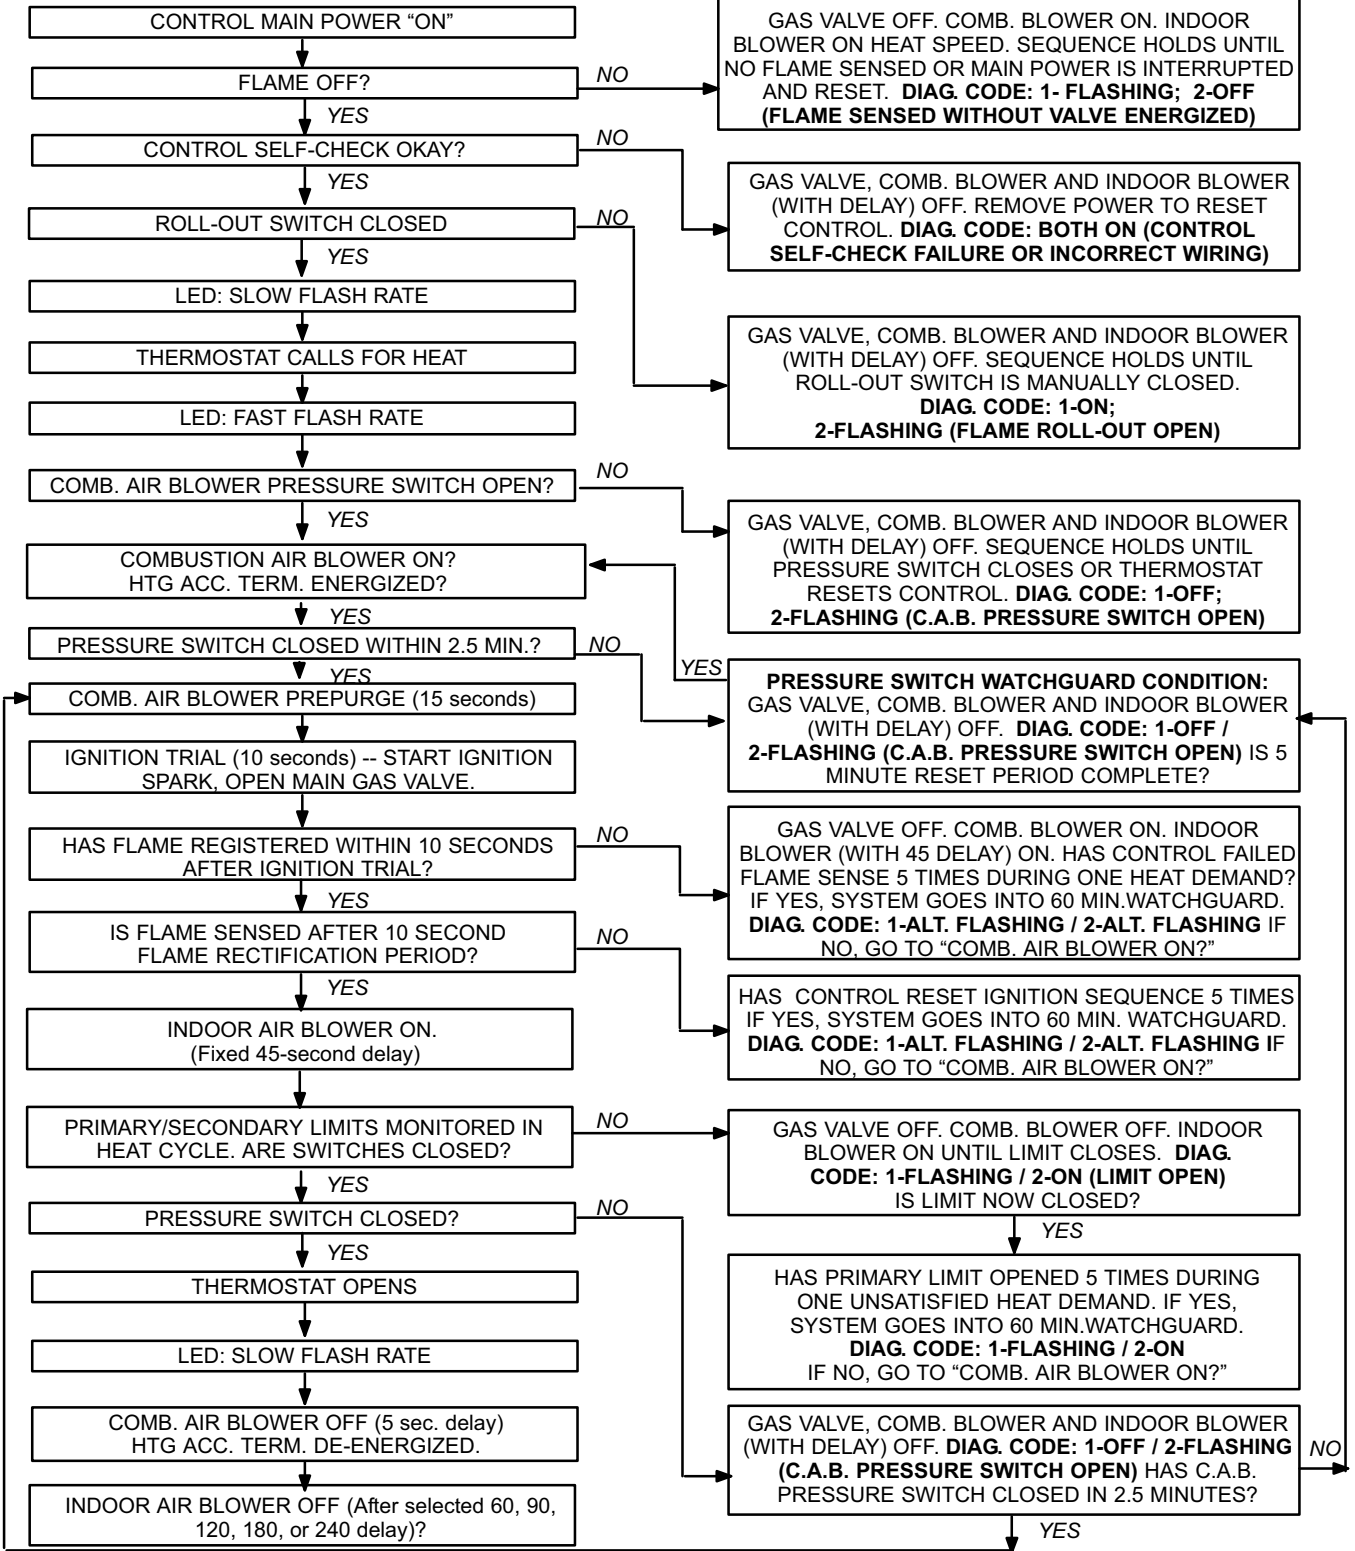 CONTROL MAIN POWER “ON”
FLAME OFF?
NO
GAS VALVE OFF. COMB. BLOWER ON. INDOOR
BLOWER ON HEAT SPEED. SEQUENCE HOLDS UNTIL
NO FLAME SENSED OR MAIN POWER IS INTERRUPTED
AND RESET. DIAG. CODE: 1- FLASHING; 2-OFF
(FLAME SENSED WITHOUT VALVE ENERGIZED)
YES
CONTROL SELF-CHECK OKAY?
NO
GAS VALVE, COMB. BLOWER AND INDOOR BLOWER
(WITH DELAY) OFF. REMOVE POWER TO RESET
CONTROL. DIAG. CODE: BOTH ON (CONTROL
SELF-CHECK FAILURE OR INCORRECT WIRING)
YES
ROLL-OUT SWITCH CLOSED
NO
GAS VALVE, COMB. BLOWER AND INDOOR BLOWER
(WITH DELAY) OFF. SEQUENCE HOLDS UNTIL
ROLL-OUT SWITCH IS MANUALLY CLOSED.
DIAG. CODE: 1-ON;
2-FLASHING (FLAME ROLL-OUT OPEN)
YES
LED: SLOW FLASH RATE
THERMOSTAT CALLS FOR HEAT
LED: FAST FLASH RATE
COMB. AIR BLOWER PRESSURE SWITCH OPEN?
NO
GAS VALVE, COMB. BLOWER AND INDOOR BLOWER
(WITH DELAY) OFF. SEQUENCE HOLDS UNTIL
PRESSURE SWITCH CLOSES OR THERMOSTAT
RESETS CONTROL. DIAG. CODE: 1-OFF;
2-FLASHING (C.A.B. PRESSURE SWITCH OPEN)
YES
COMBUSTION AIR BLOWER ON?
HTG ACC. TERM. ENERGIZED?
YES
PRESSURE SWITCH CLOSED WITHIN 2.5 MIN.?
NO
YES
PRESSURE SWITCH WATCHGUARD CONDITION:
GAS VALVE, COMB. BLOWER AND INDOOR BLOWER
(WITH DELAY) OFF. DIAG. CODE: 1-OFF /
2-FLASHING (C.A.B. PRESSURE SWITCH OPEN) IS 5
MINUTE RESET PERIOD COMPLETE?
YES
COMB. AIR BLOWER PREPURGE (15 seconds)
IGNITION TRIAL (10 seconds) -- START IGNITION
SPARK, OPEN MAIN GAS VALVE.
HAS FLAME REGISTERED WITHIN 10 SECONDS
AFTER IGNITION TRIAL?
NO
GAS VALVE OFF. COMB. BLOWER ON. INDOOR
BLOWER (WITH 45 DELAY) ON. HAS CONTROL FAILED
FLAME SENSE 5 TIMES DURING ONE HEAT DEMAND?
IF YES, SYSTEM GOES INTO 60 MIN.WATCHGUARD.
DIAG. CODE: 1-ALT. FLASHING / 2-ALT. FLASHING IF
NO, GO TO “COMB. AIR BLOWER ON?”
YES
IS FLAME SENSED AFTER 10 SECOND
FLAME RECTIFICATION PERIOD?
NO
HAS CONTROL RESET IGNITION SEQUENCE 5 TIMES
IF YES, SYSTEM GOES INTO 60 MIN. WATCHGUARD.
DIAG. CODE: 1-ALT. FLASHING / 2-ALT. FLASHING IF
NO, GO TO “COMB. AIR BLOWER ON?”
YES
INDOOR AIR BLOWER ON.
(Fixed 45-second delay)
PRIMARY/SECONDARY LIMITS MONITORED IN
HEAT CYCLE. ARE SWITCHES CLOSED?
NO
GAS VALVE OFF. COMB. BLOWER OFF. INDOOR
BLOWER ON UNTIL LIMIT CLOSES. DIAG.
CODE: 1-FLASHING / 2-ON (LIMIT OPEN)
IS LIMIT NOW CLOSED?
YES
HAS PRIMARY LIMIT OPENED 5 TIMES DURING
ONE UNSATISFIED HEAT DEMAND. IF YES,
SYSTEM GOES INTO 60 MIN.WATCHGUARD.
DIAG. CODE: 1-FLASHING / 2-ON
IF NO, GO TO “COMB. AIR BLOWER ON?”
YES
PRESSURE SWITCH CLOSED?
NO
GAS VALVE, COMB. BLOWER AND INDOOR BLOWER
(WITH DELAY) OFF. DIAG. CODE: 1-OFF / 2-FLASHING
(C.A.B. PRESSURE SWITCH OPEN) HAS C.A.B.
PRESSURE SWITCH CLOSED IN 2.5 MINUTES?
NO
YES
YES
THERMOSTAT OPENS
LED: SLOW FLASH RATE
COMB. AIR BLOWER OFF (5 sec. delay)
HTG ACC. TERM. DE-ENERGIZED.
INDOOR AIR BLOWER OFF (After selected 60, 90,
120, 180, or 240 delay)?